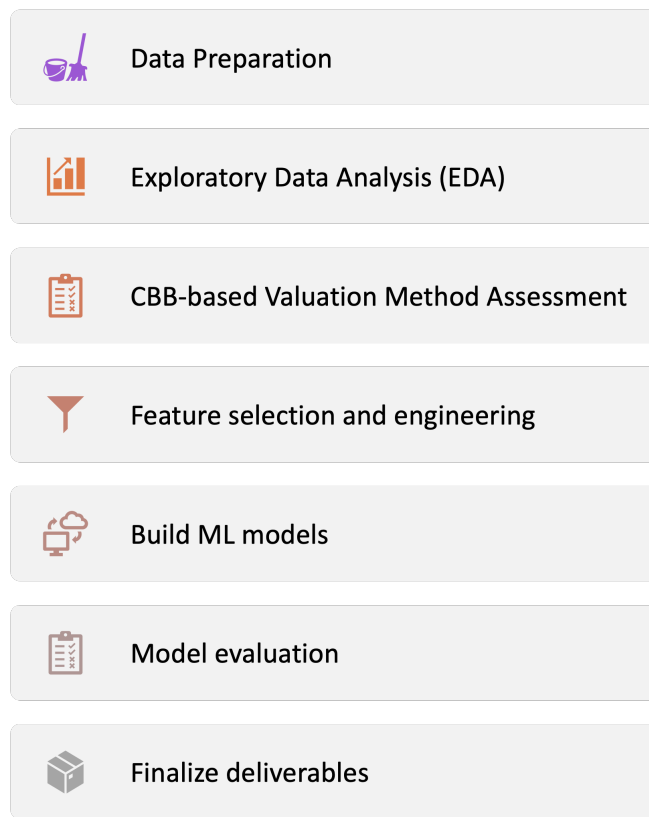 Data Preparation
Exploratory Data Analysis (EDA)
CBB-based Valuation Method Assessment
Feature selection and engineering
Build ML models
Model evaluation
Finalize deliverables